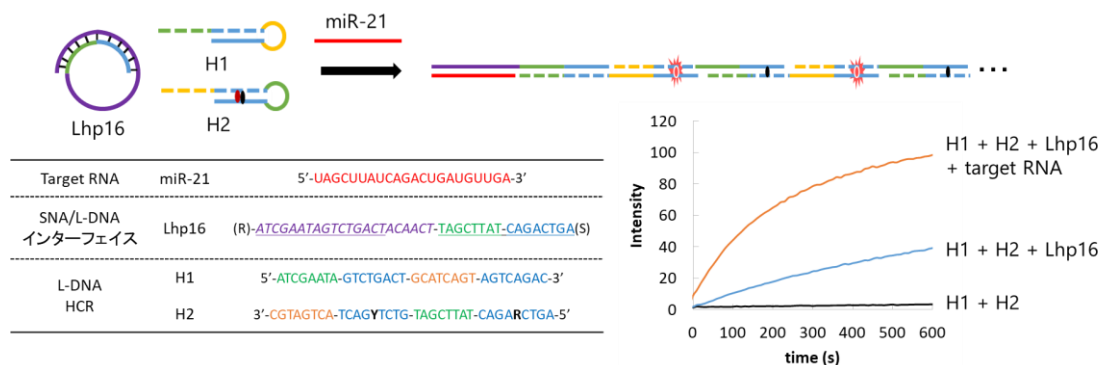 miR-21
H1
H2
Lhp16
Target RNA miR-21 5’-UAGCUUAUCAGACUGAUGUUGA-3’
SNA/L-DNA
インターフェイス
Lhp16 (R)-ATCGAATAGTCTGACTACAACT-TAGCTTAT-CAGACTGA(S)
L-DNA
HCR
H1 5’-ATCGAATA-GTCTGACT-GCATCAGT-AGTCAGAC-3’
H2 3’-CGTAGTCA-TCAGYTCTG-TAGCTTAT-CAGARCTGA-5’
Intensity
120
100
80
60
40
20
0
0 100 200 300 400 500 600
time (s)
H1 + H2 + Lhp16
+ target RNA
H1 + H2 + Lhp16
H1 + H2